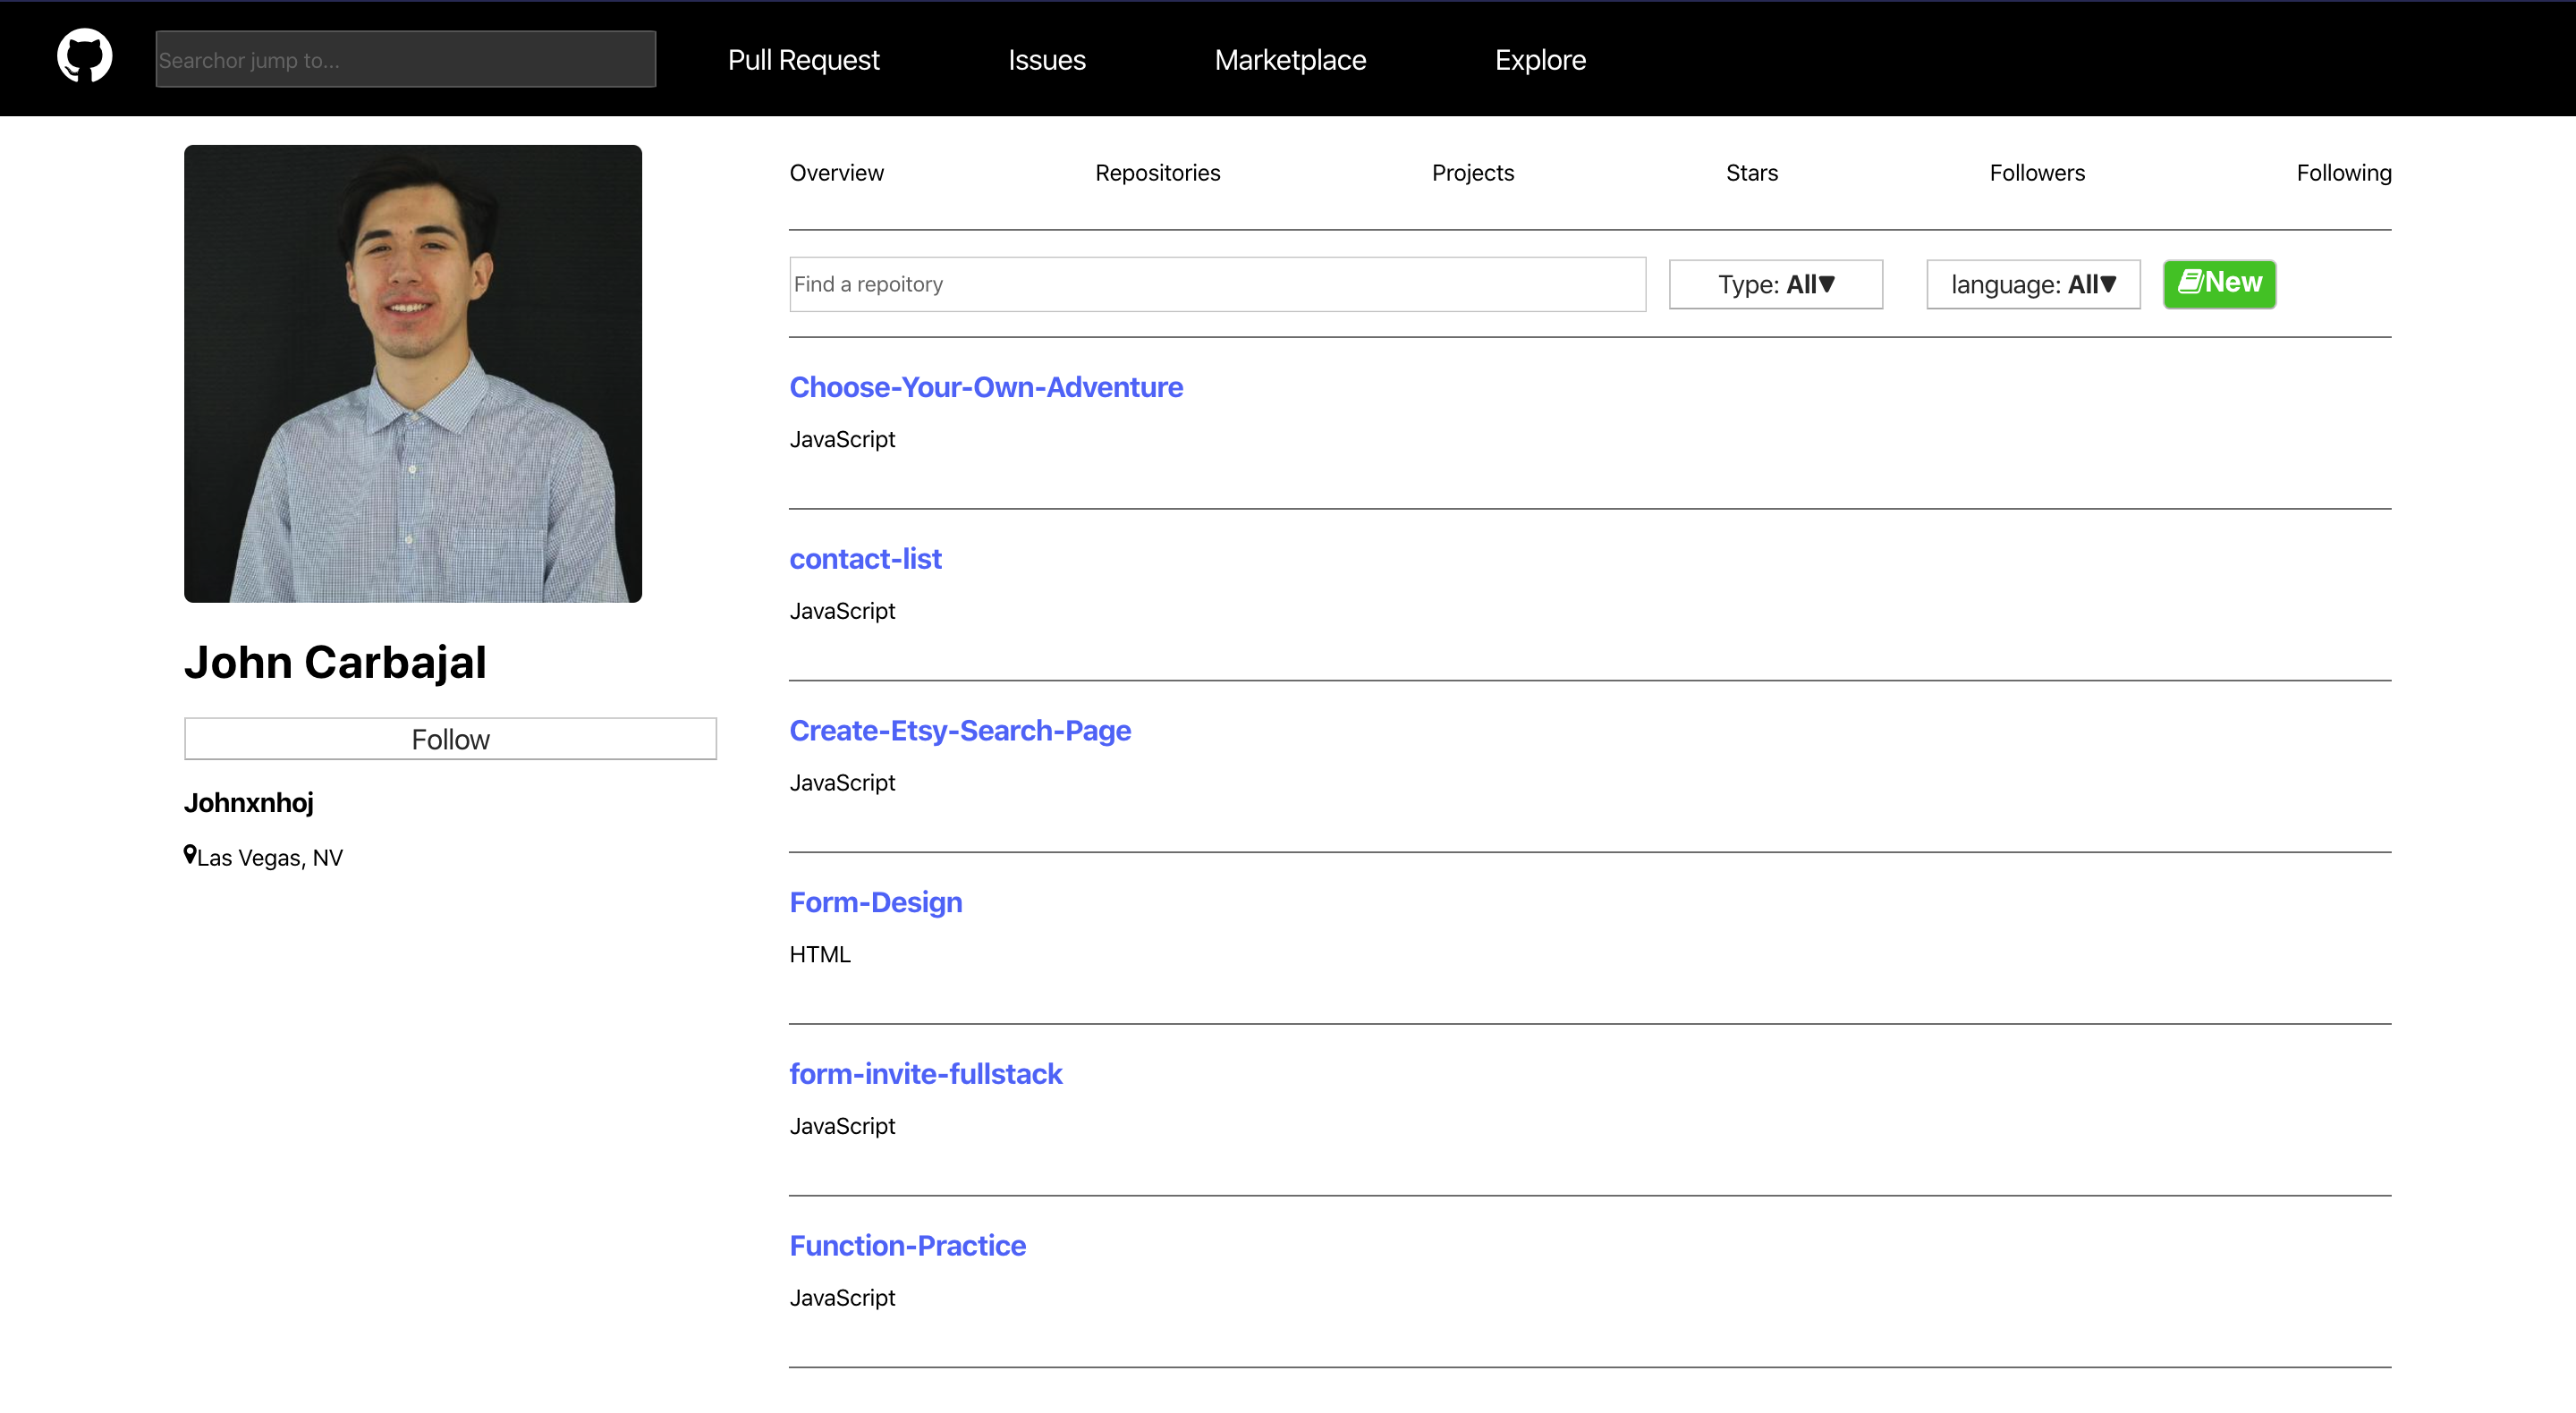 Searchor jump to...
Pull Request
Issues
Marketplace
Explore
Overview
Repositories
Projects
Stars
Followers
Following
Find a repoitory
Type: All▼
language: All▼
New
John Carbajal
Follow
Johnxnhoj
Las Vegas, NV
Choose-Your-Own-Adventure
JavaScript
contact-list
JavaScript
Create-Etsy-Search-Page
JavaScript
Form-Design
HTML
form-invite-fullstack
JavaScript
Function-Practice
JavaScript